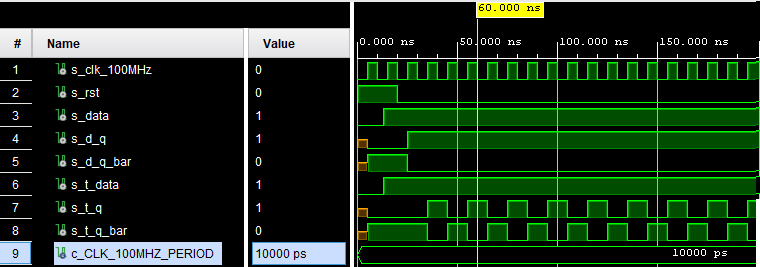 60.000 ns
# Name Value
0.000 ns 50.000 ns 100.000 ns 150.000 ns
1 s_clk_100MHz 0
2 s_rst 0
3 s_data 1
4 s_d_q 1
5 s_d_q_bar 0
6 s_t_data 1
7 s_t_q 1
8 s_t_q_bar 0
9 c_CLK_100MHZ_PERIOD 10000 ps 10000 ps